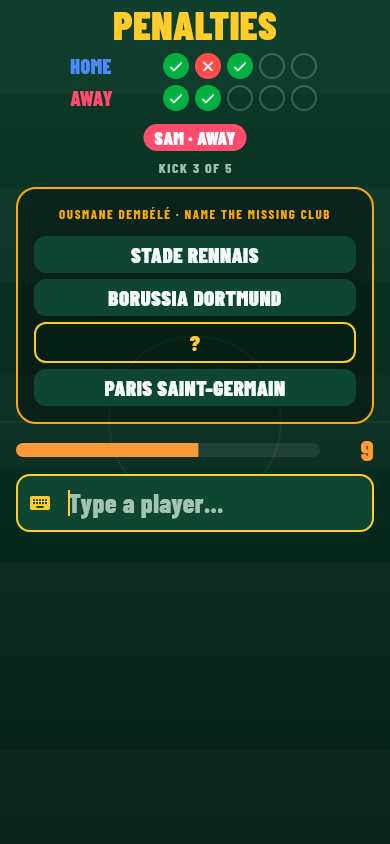 PENALTIES
HOME
AWAY
SAM · AWAY
KICK 3 OF 5
OUSMANE DEMBÉLÉ · NAME THE MISSING CLUB
STADE RENNAIS
BORUSSIA DORTMUND
?
PARIS SAINT-GERMAIN
9
Type a player...